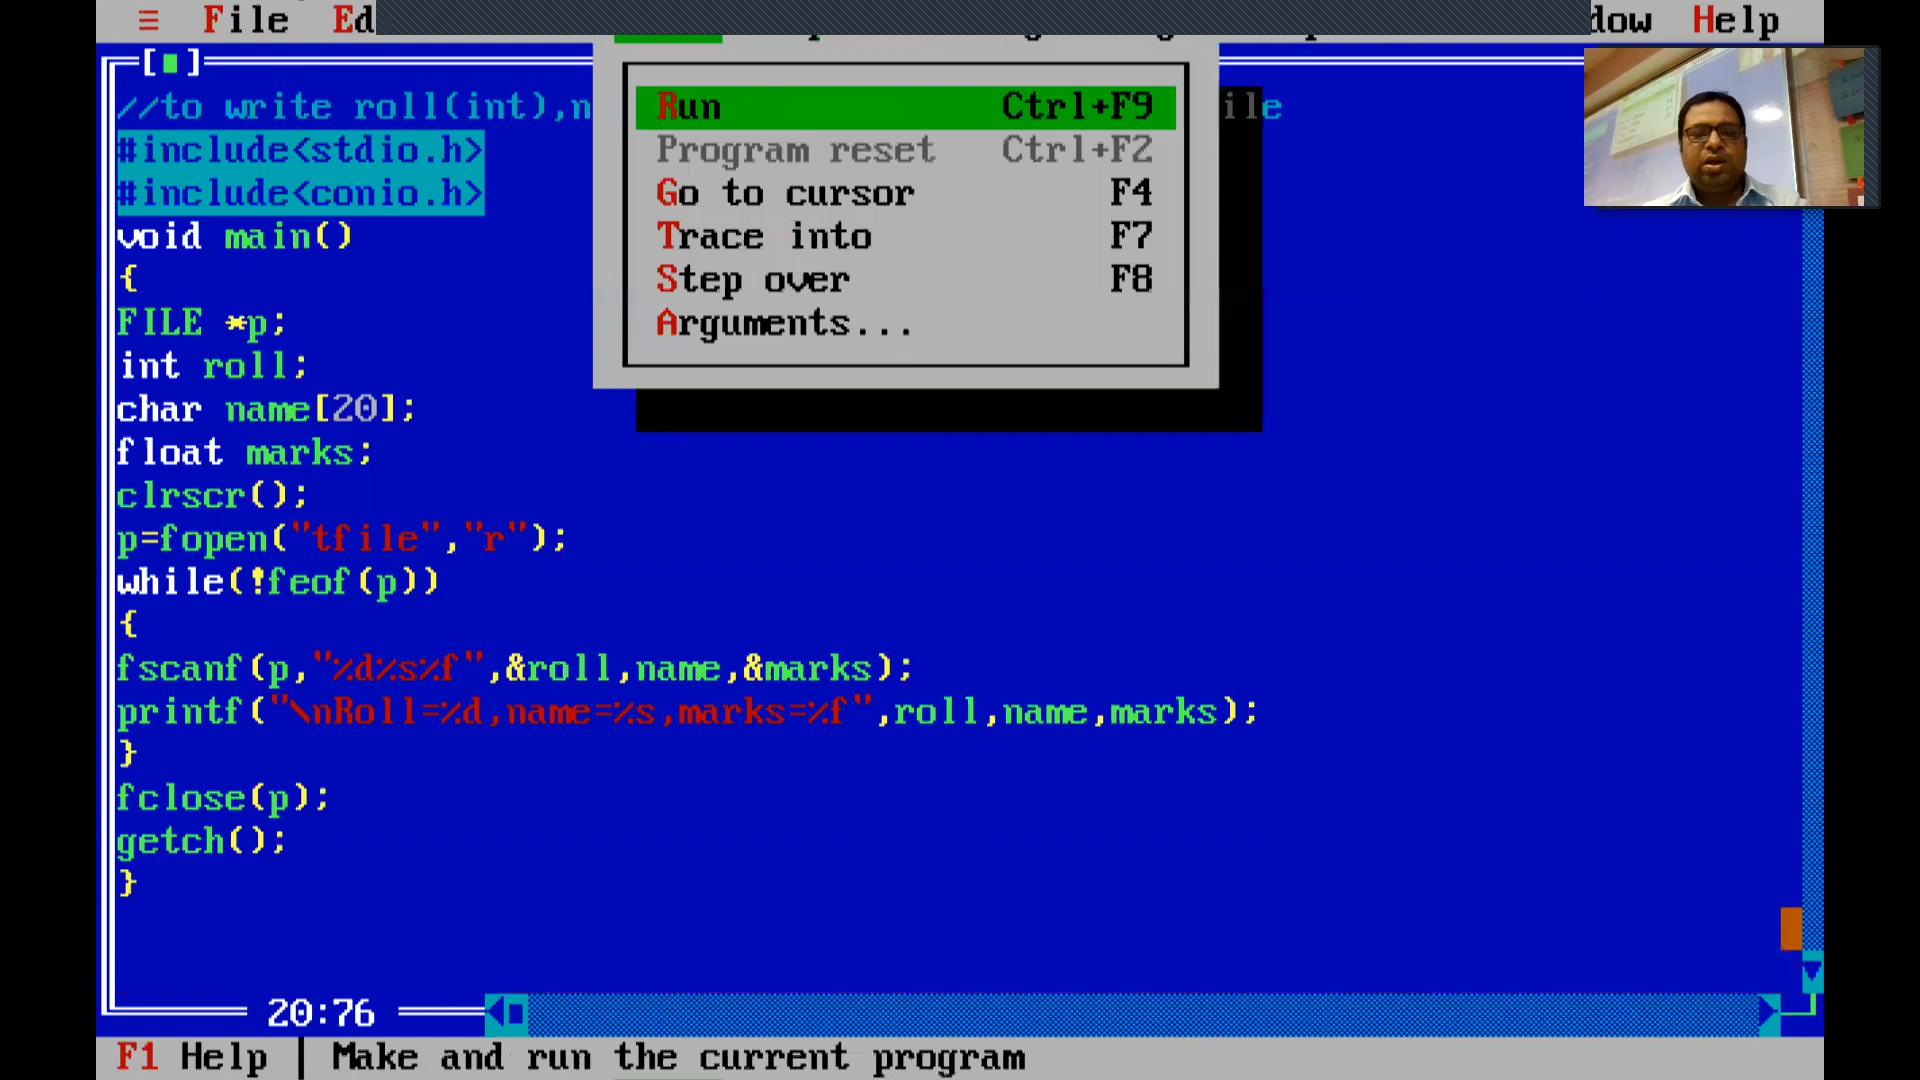 ≡ File Ed dow Help
[■]
//to write roll(int),n ile
#include<stdio.h>
#include<conio.h>
void main()
{
FILE *p;
int roll;
char name[20];
float marks;
clrscr();
p=fopen("tfile","r");
while(!feof(p))
{
fscanf(p,"%d%s%f",&roll,name,&marks);
printf("\nRoll=%d,name=%s,marks=%f",roll,name,marks);
}
fclose(p);
getch();
}
Run Ctrl+F9
Program reset Ctrl+F2
Go to cursor F4
Trace into F7
Step over F8
Arguments...
20:76
F1 Help | Make and run the current program